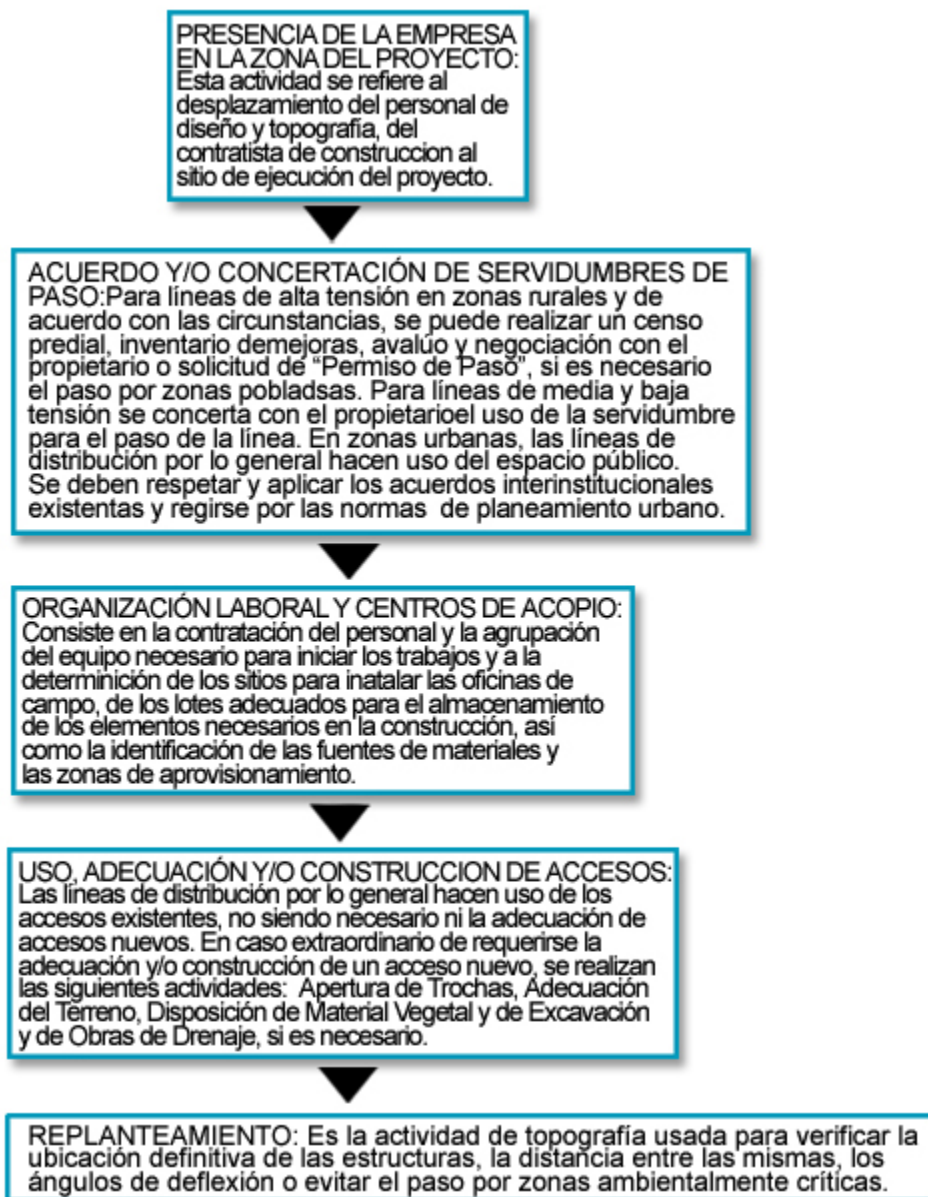 PRESENCIA DE LA EMPRESA
EN LA ZONA DEL PROYECTO:
Esta actividad se refiere al
desplazamiento del personal de
diseño y topografía, del
contratista de construccion al
sitio de ejecución del proyecto.
ACUERDO Y/O CONCERTACIÓN DE SERVIDUMBRES DE
PASO:Para líneas de alta tensión en zonas rurales y de
acuerdo con las circunstancias, se puede realizar un censo
predial, inventario demejoras, avalúo y negociación con el
propietario o solicitud de “Permiso de Paso”, si es necesario
el paso por zonas pobladsas. Para líneas de media y baja
tensión se concerta con el propietarioel uso de la servidumbre
para el paso de la línea. En zonas urbanas, las líneas de
distribución por lo general hacen uso del espacio público.
Se deben respetar y aplicar los acuerdos interinstitucionales
existentas y regirse por las normas de planeamiento urbano.
ORGANIZACIÓN LABORAL Y CENTROS DE ACOPIO:
Consiste en la contratación del personal y la agrupación
del equipo necesario para iniciar los trabajos y a la
determinición de los sitios para inatalar las oficinas de
campo, de los lotes adecuados para el almacenamiento
de los elementos necesarios en la construcción, así
como la identificación de las fuentes de materiales y
las zonas de aprovisionamiento.
USO, ADECUACIÓN Y/O CONSTRUCCION DE ACCESOS:
Las líneas de distribución por lo general hacen uso de los
accesos existentes, no siendo necesario ni la adecuación de
accesos nuevos. En caso extraordinario de requerirse la
adecuación y/o construcción de un acceso nuevo, se realizan
las siguientes actividades: Apertura de Trochas, Adecuación
del Terreno, Disposición de Material Vegetal y de Excavación
y de Obras de Drenaje, si es necesario.
REPLANTEAMIENTO: Es la actividad de topografía usada para verificar la
ubicación definitiva de las estructuras, la distancia entre las mismas, los
ángulos de deflexión o evitar el paso por zonas ambientalmente críticas.